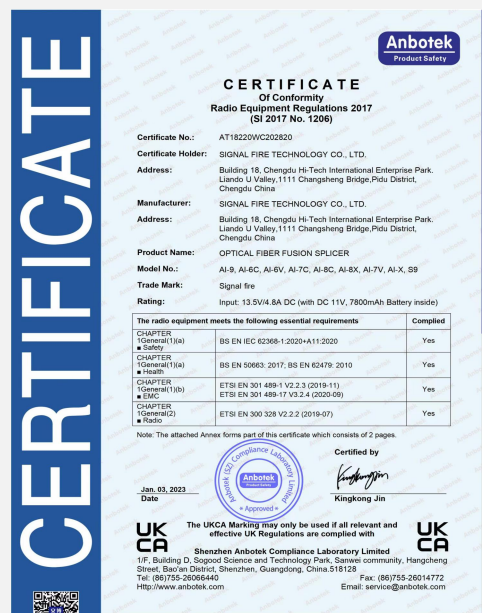 CERTIFICATE
Anbotek
Product Safety
CERTIFICATE
Of Conformity
Radio Equipment Regulations 2017
(SI 2017 No. 1206)
Certificate No.: AT18220WC202820
Certificate Holder: SIGNAL FIRE TECHNOLOGY CO., LTD.
Address: Building 18, Chengdu Hi-Tech International Enterprise Park.
Liando U Valley,1111 Changsheng Bridge,Pidu District,
Chengdu China
Manufacturer: SIGNAL FIRE TECHNOLOGY CO., LTD.
Address: Building 18, Chengdu Hi-Tech International Enterprise Park.
Liando U Valley,1111 Changsheng Bridge,Pidu District,
Chengdu China
Product Name: OPTICAL FIBER FUSION SPLICER
Model No.: AI-9, AI-6C, AI-6V, AI-7C, AI-8C, AI-8X, AI-7V, AI-X, S9
Trade Mark: Signal fire
Rating: Input: 13.5V/4.8A DC (with DC 11V, 7800mAh Battery inside)
The radio equipment meets the following essential requirements Complied
CHAPTER
1General(1)(a)
■ Safety
BS EN IEC 62368-1:2020+A11:2020 Yes
CHAPTER
1General(1)(a)
■ Health
BS EN 50663: 2017; BS EN 62479: 2010 Yes
CHAPTER
1General(1)(b)
■ EMC
ETSI EN 301 489-1 V2.2.3 (2019-11)
ETSI EN 301 489-17 V3.2.4 (2020-09)
Yes
CHAPTER
1General(2)
■ Radio
ETSI EN 300 328 V2.2.2 (2019-07) Yes
Note: The attached Annex forms part of this certificate which consists of 2 pages.
Anbotek (SZ) Compliance Laboratory Limited
Anbotek
Product Safety
* Approved *
Certified by
Jan. 03, 2023
Date
Kingkong Jin
UK
CA
The UKCA Marking may only be used if all relevant and
effective UK Regulations are complied with
UK
CA
Shenzhen Anbotek Compliance Laboratory Limited
1/F, Building D, Sogood Science and Technology Park, Sanwei community, Hangcheng
Street, Bao'an District, Shenzhen, Guangdong, China.518128
Tel: (86)755-26066440 Fax: (86)755-26014772
Http://www.anbotek.com Email: service@anbotek.com